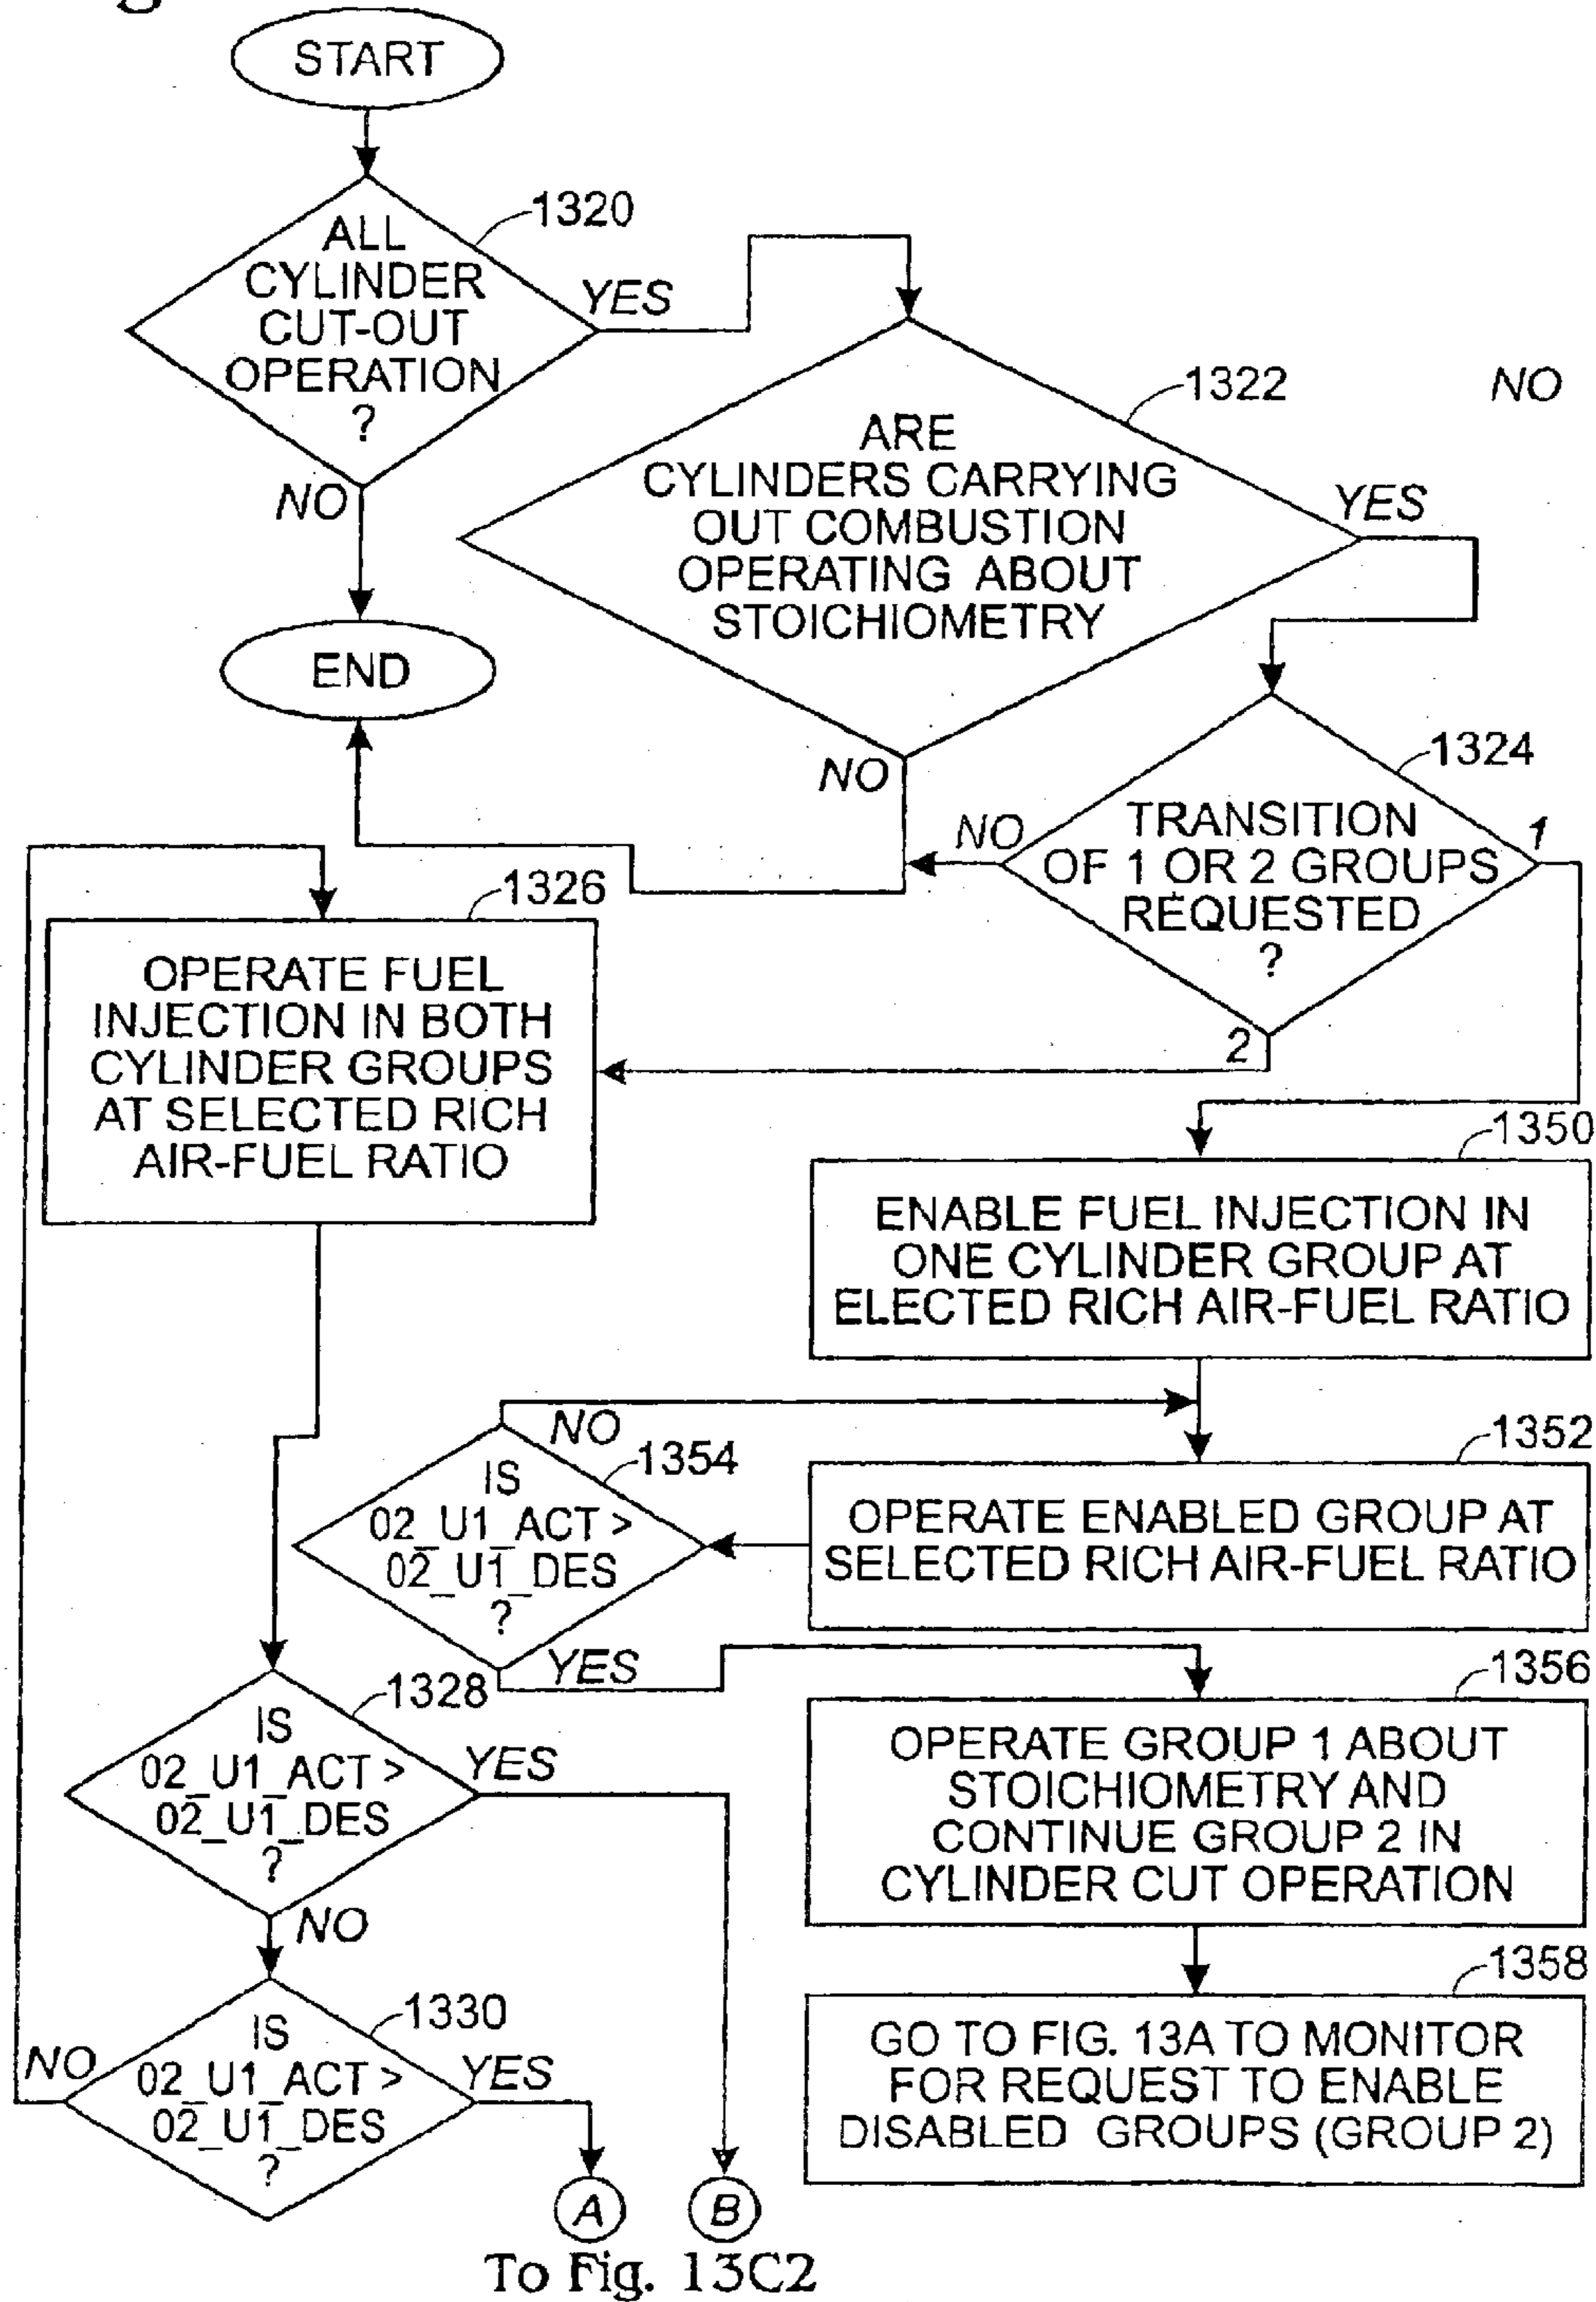 START
1320
ALL
CYLINDER
CUT-OUT
OPERATION
?
YES
NO
1322
NO
ARE
CYLINDERS CARRYING
OUT COMBUSTION
OPERATING ABOUT
STOICHIOMETRY
YES
NO
END
1324
TRANSITION
OF 1 OR 2 GROUPS
REQUESTED
?
NO
1
2
1326
OPERATE FUEL
INJECTION IN BOTH
CYLINDER GROUPS
AT SELECTED RICH
AIR-FUEL RATIO
1350
ENABLE FUEL INJECTION IN
ONE CYLINDER GROUP AT
ELECTED RICH AIR-FUEL RATIO
1352
OPERATE ENABLED GROUP AT
SELECTED RICH AIR-FUEL RATIO
NO
1354
IS
02_U1_ACT >
02_U1_DES
?
YES
1356
OPERATE GROUP 1 ABOUT
STOICHIOMETRY AND
CONTINUE GROUP 2 IN
CYLINDER CUT OPERATION
1328
IS
02_U1_ACT >
02_U1_DES
?
YES
NO
1358
GO TO FIG. 13A TO MONITOR
FOR REQUEST TO ENABLE
DISABLED GROUPS (GROUP 2)
1330
IS
02_U1_ACT >
02_U1_DES
?
NO
YES
A
B
To Fig. 13C2